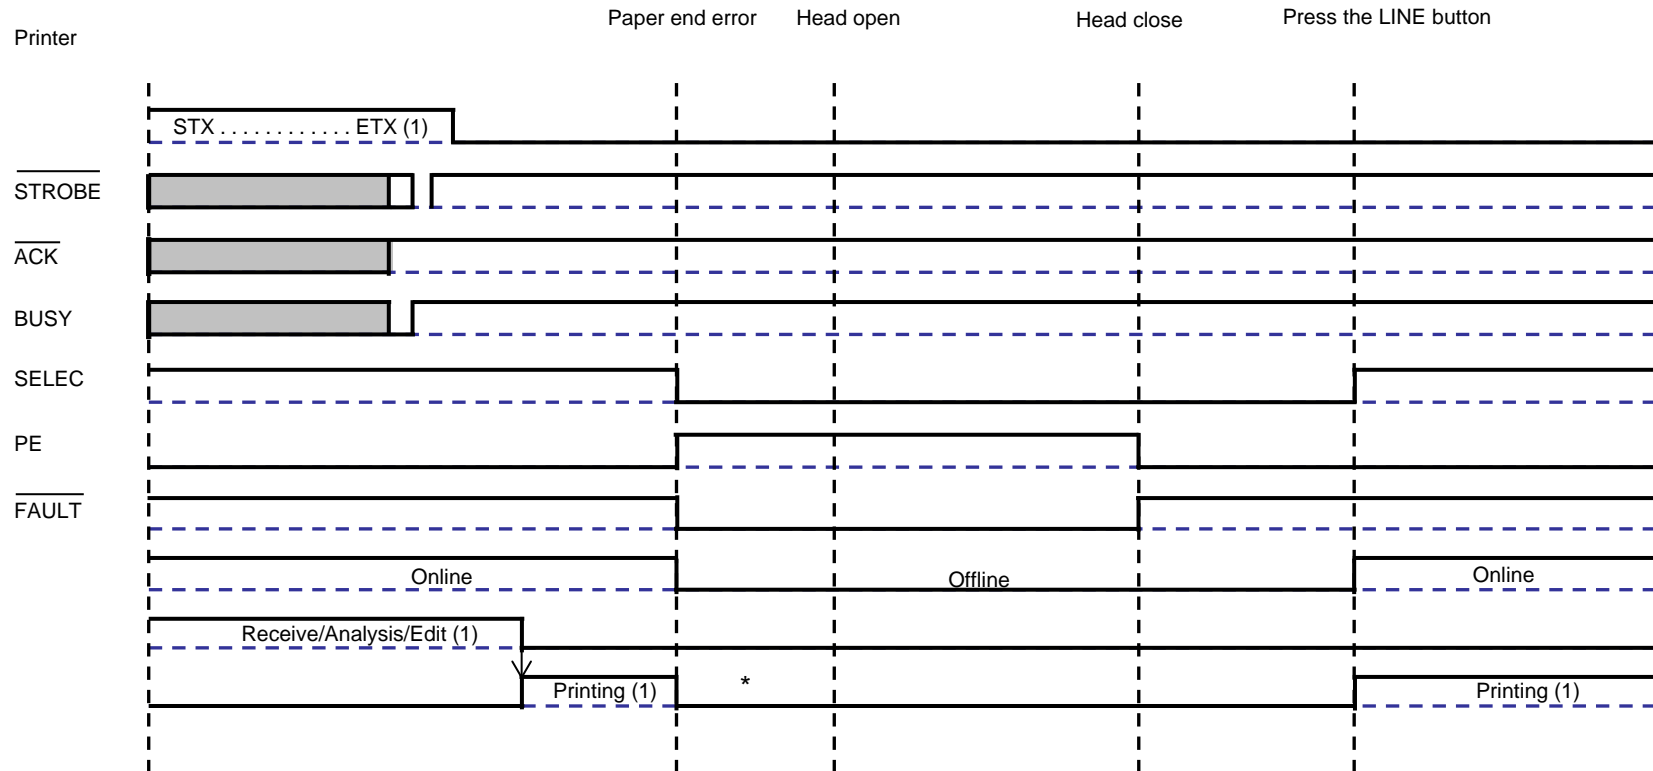 Paper end error Head open Head close Press the LINE button
Printer
STX . . . . . . . . . . . . ETX (1)
STROBE
ACK
BUSY
SELEC
PE
FAULT
Online Offline Online
Receive/Analysis/Edit (1)
Printing (1) * Printing (1)